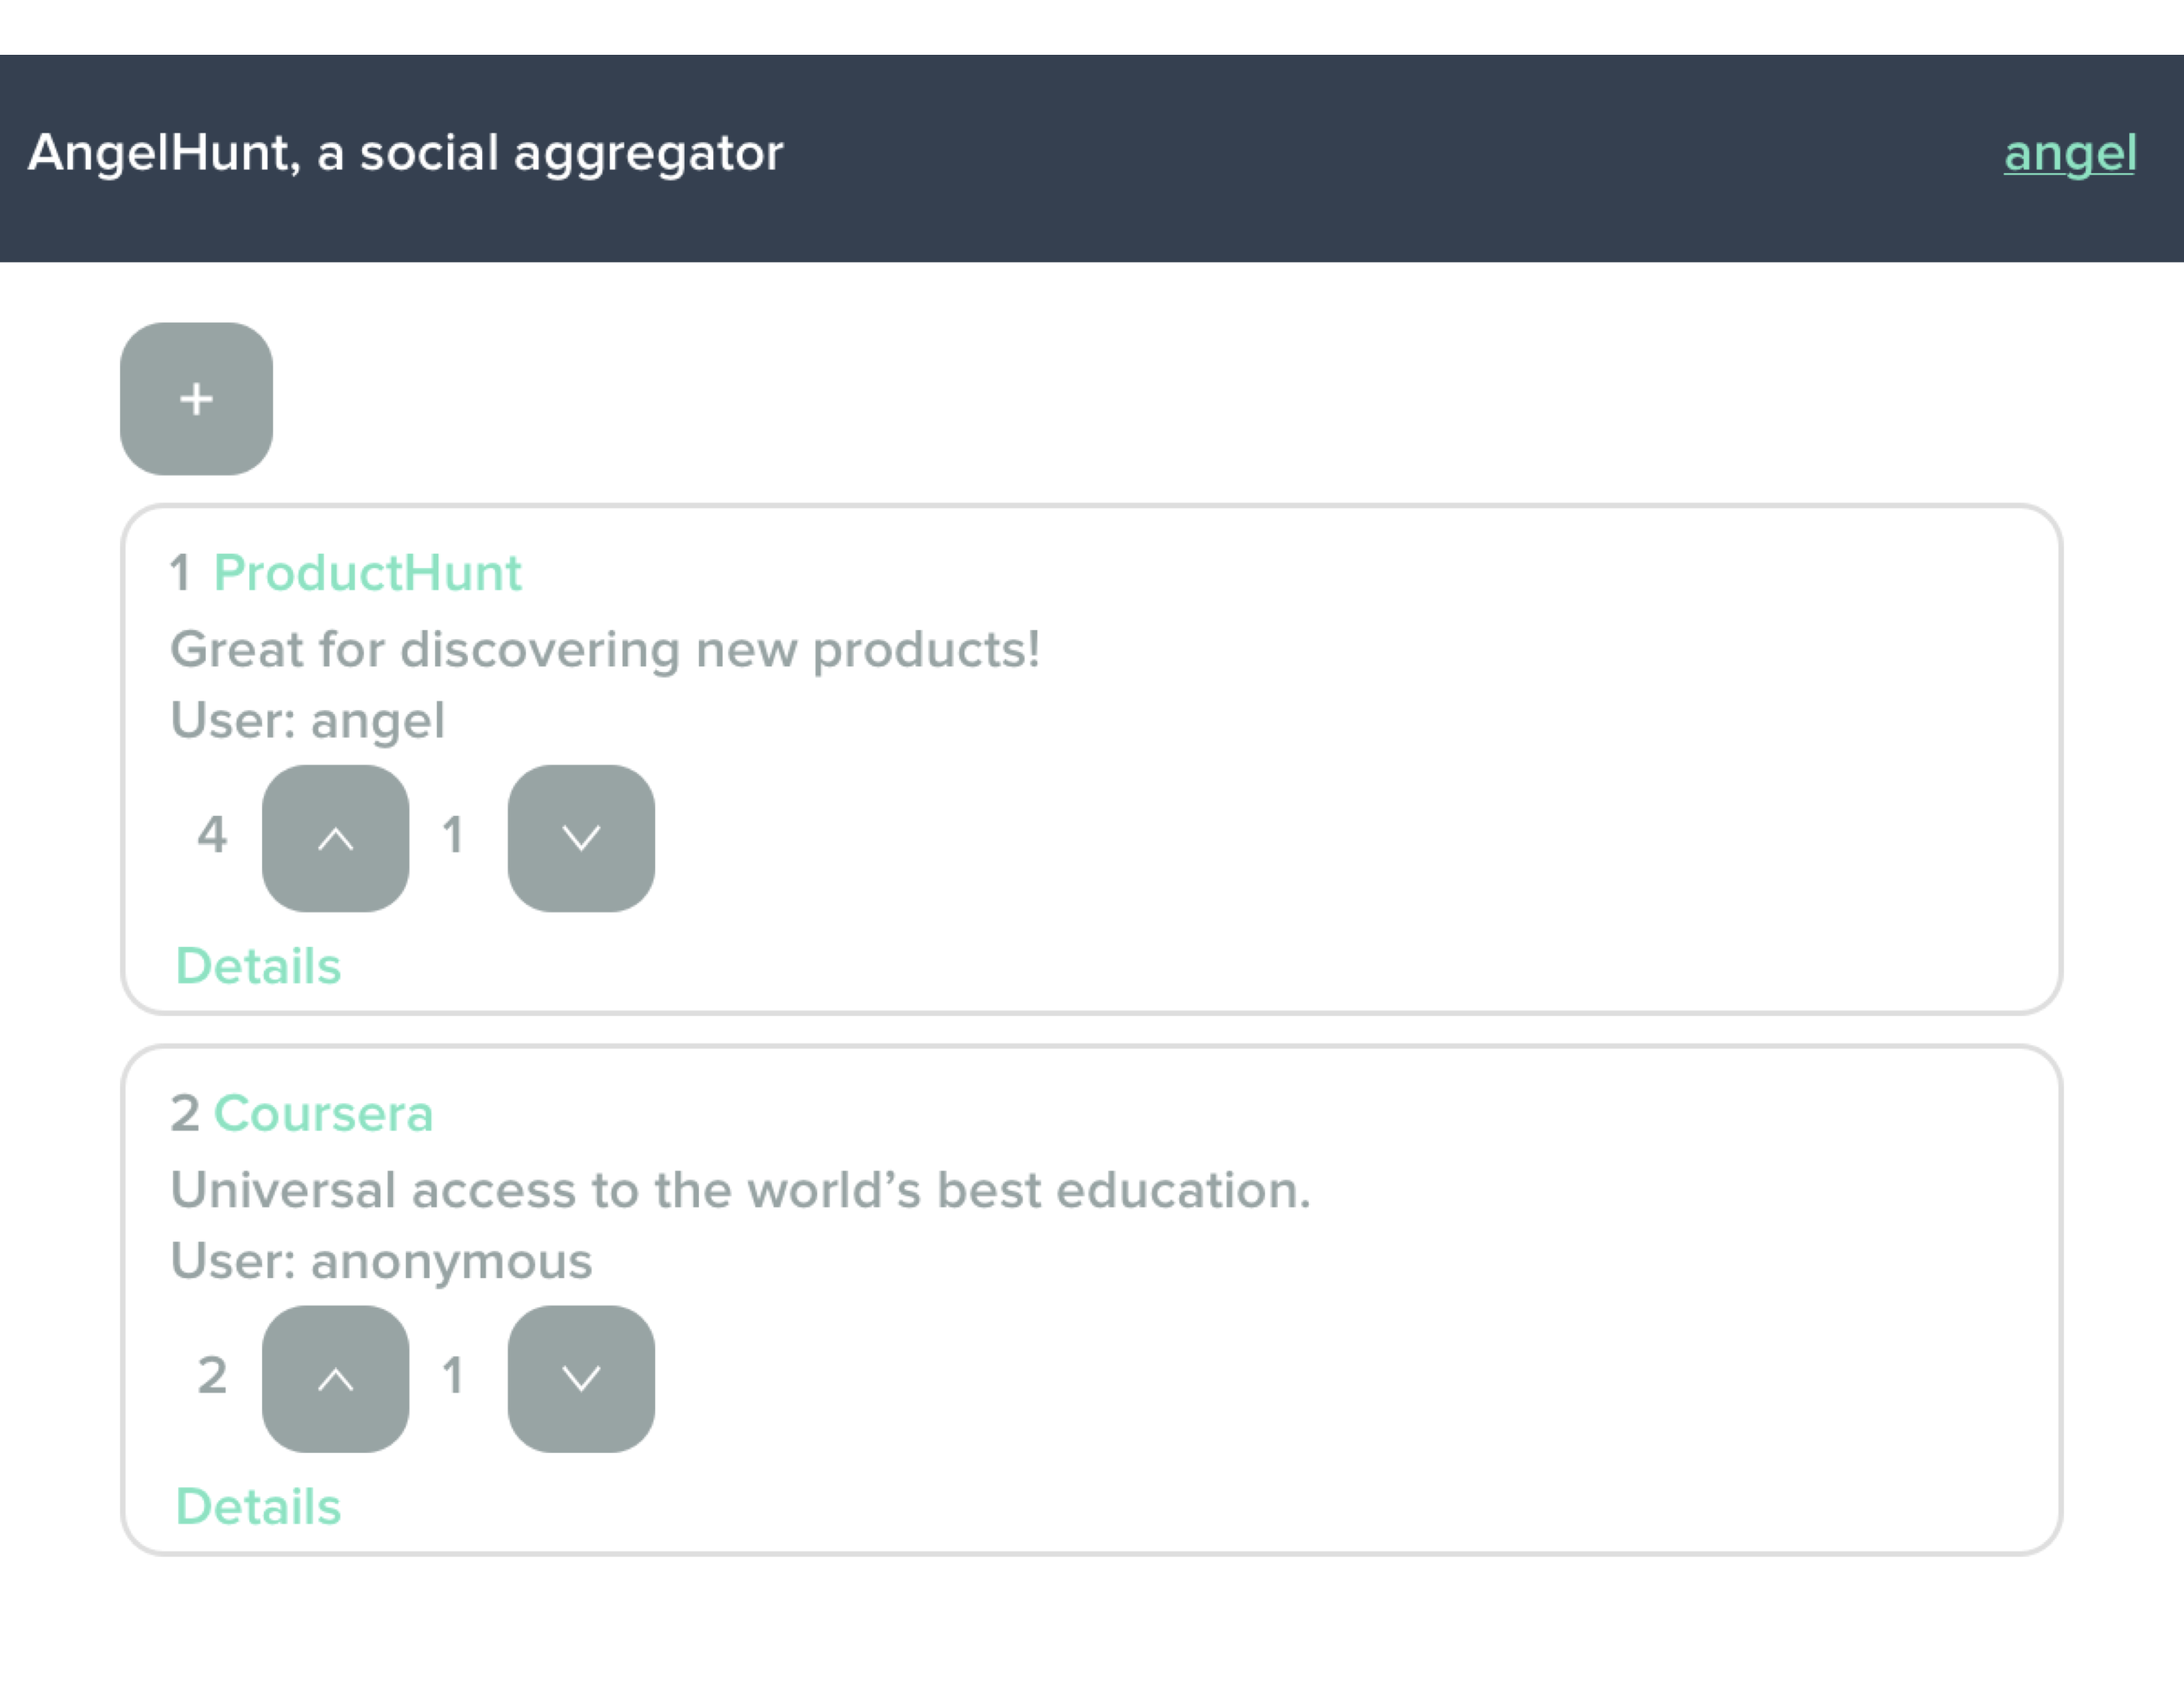 AngelHunt, a social aggregator angel
+
1 ProductHunt
Great for discovering new products!
User: angel
4 1
Details
2 Coursera
Universal access to the world’s best education.
User: anonymous
2 1
Details